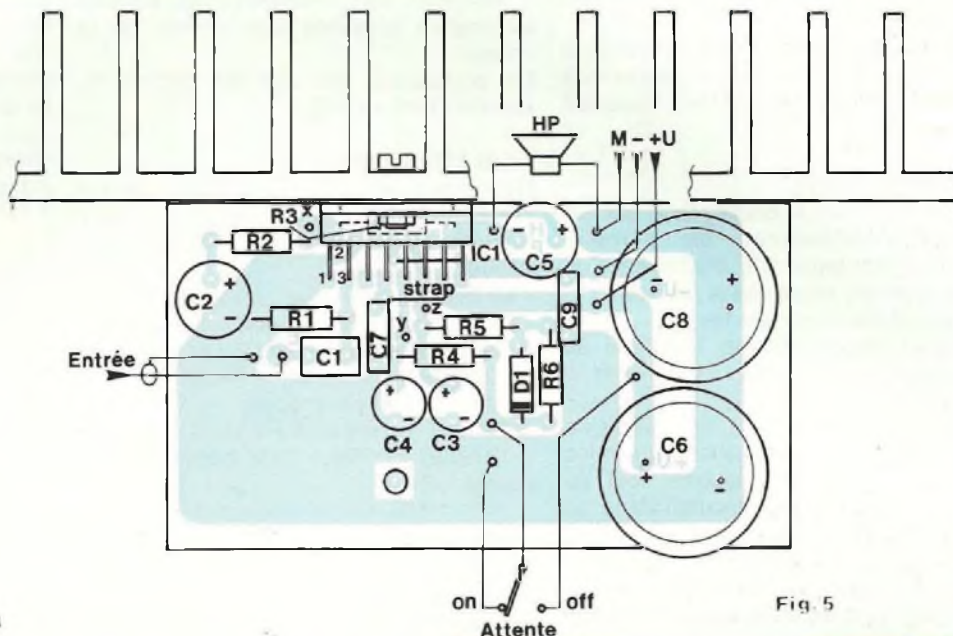 HP
M - +U
x
R3
R2
2
1 3
IC1
- +
C5
strap
z
C2
+
-
R1
y
R5
C9
-U
C8
+
-
Entrée
C1
C7
R4
D1
R6
+ -
C4
+ -
C3
C6
+ -
+U
on
off
Attente
Fig. 5